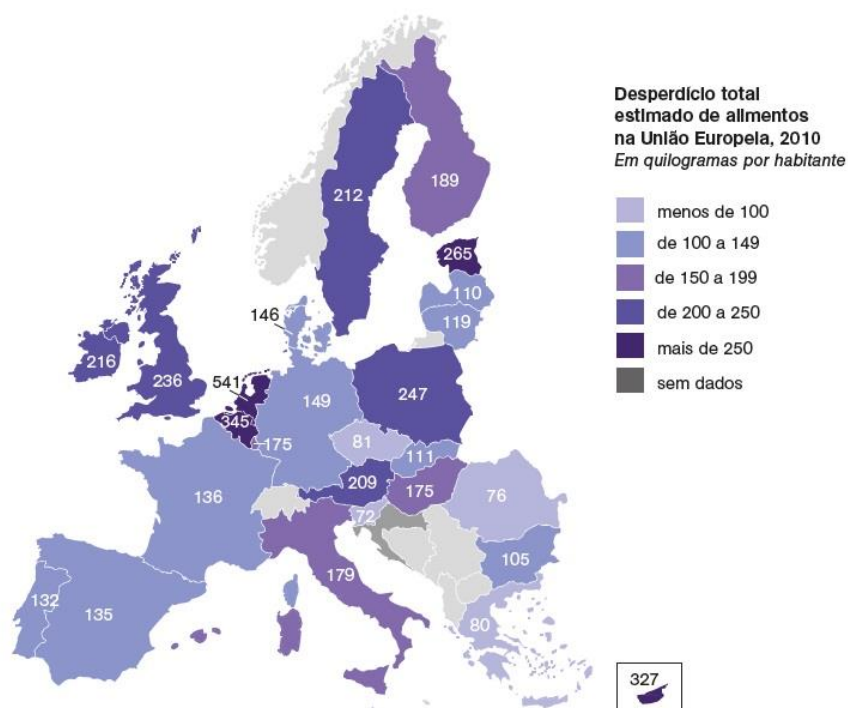 Desperdício total
estimado de alimentos
na União Europeia, 2010
Em quilogramas por habitante
menos de 100
de 100 a 149
de 150 a 199
de 200 a 250
mais de 250
sem dados
212
189
265
110
119
146
216
236
541
345
175
149
247
81
111
136
209
175
76
72
105
179
132
135
80
327